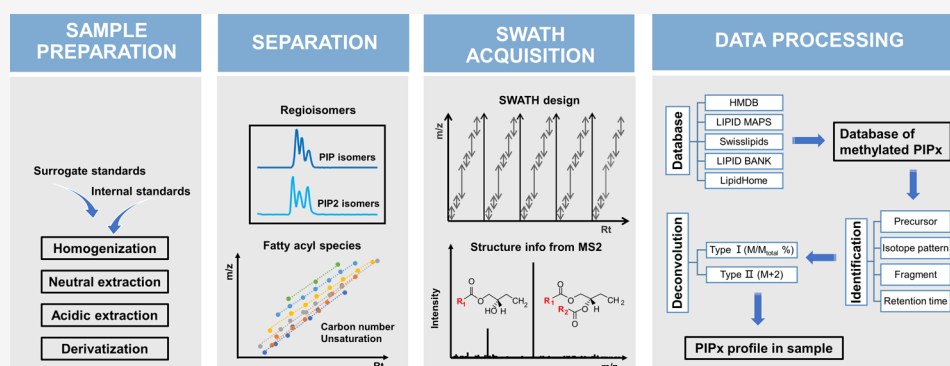 SAMPLE
PREPARATION
Surrogate standards
Internal standards
Homogenization
Neutral extraction
Acidic extraction
Derivatization
SEPARATION
Regioisomers
PIP isomers
PIP2 isomers
Fatty acyl species
m/z
Carbon number
Unsaturation
Rt
SWATH
ACQUISITION
SWATH design
m/z
Rt
Structure info from MS2
Intensity
R₁ O O HO H CH₂
R₁ O O R₂ O O H CH₂
m/z
DATA PROCESSING
Database
HMDB
LIPID MAPS
Swisslipids
LIPID BANK
LipidHome
Database of
methylated PIPx
Identification
Precursor
Isotope pattern
Fragment
Retention time
Deconvolution
Type Ⅰ (M/Mtotal %)
Type Ⅱ (M+2)
PIPx profile in sample